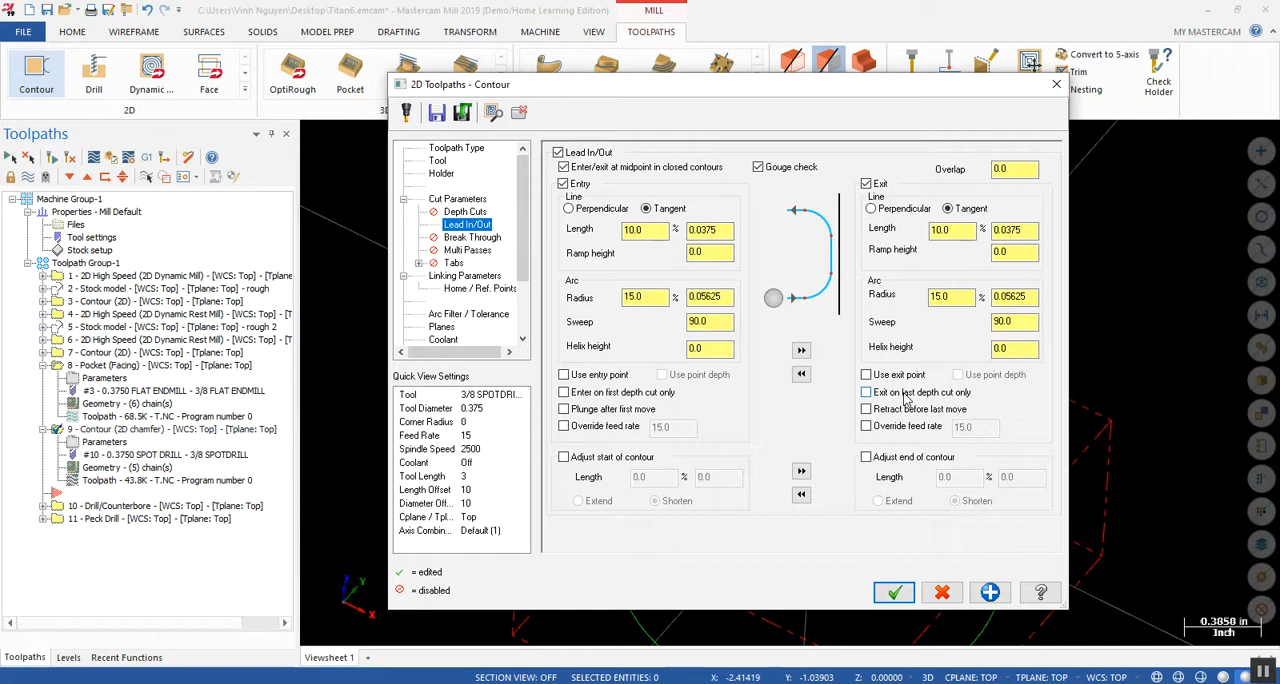 C:\Users\Vinh Nguyen\Desktop\Titan6.emcam* - Mastercam Mill 2019 (Demo/Home Learning Edition)
MILL
FILE HOME WIREFRAME SURFACES SOLIDS MODEL PREP DRAFTING TRANSFORM MACHINE VIEW TOOLPATHS MY MASTERCAM
Contour Drill Dynamic ... Face OptiRough Pocket
Convert to 5-axis
Trim
Nesting
Check
Holder
2D
Toolpaths
G1
Machine Group-1
Properties - Mill Default
Files
Tool settings
Stock setup
Toolpath Group-1
1 - 2D High Speed (2D Dynamic Mill) - [WCS: Top] - [Tplane
2 - Stock model - [WCS: Top] - [Tplane: Top] - rough
3 - Contour (2D) - [WCS: Top] - [Tplane: Top]
4 - 2D High Speed (2D Dynamic Rest Mill) - [WCS: Top] - [
5 - Stock model - [WCS: Top] - [Tplane: Top] - rough 2
6 - 2D High Speed (2D Dynamic Rest Mill) - [WCS: Top] - [
7 - Contour (2D) - [WCS: Top] - [Tplane: Top]
8 - Pocket (Facing) - [WCS: Top] - [Tplane: Top]
Parameters
#3 - 0.3750 FLAT ENDMILL - 3/8 FLAT ENDMILL
Geometry - (6) chain(s)
Toolpath - 68.5K - T.NC - Program number 0
9 - Contour (2D chamfer) - [WCS: Top] - [Tplane: Top]
Parameters
#10 - 0.3750 SPOT DRILL - 3/8 SPOTDRILL
Geometry - (5) chain(s)
Toolpath - 43.8K - T.NC - Program number 0
10 - Drill/Counterbore - [WCS: Top] - [Tplane: Top]
11 - Peck Drill - [WCS: Top] - [Tplane: Top]
Toolpaths Levels Recent Functions
2D Toolpaths - Contour
Toolpath Type
Tool
Holder
Cut Parameters
Depth Cuts
Lead In/Out
Break Through
Multi Passes
Tabs
Linking Parameters
Home / Ref. Points
Arc Filter / Tolerance
Planes
Coolant
Quick View Settings
Tool 3/8 SPOTDRI...
Tool Diameter 0.375
Corner Radius 0
Feed Rate 15
Spindle Speed 2500
Coolant Off
Tool Length 3
Length Offset 10
Diameter Off... 10
Cplane / Tpl... Top
Axis Combin... Default (1)
= edited
= disabled
Lead In/Out
Enter/exit at midpoint in closed contours
Gouge check
Overlap 0.0
Entry
Line
Perpendicular Tangent
Length 10.0 % 0.0375
Ramp height 0.0
Arc
Radius 15.0 % 0.05625
Sweep 90.0
Helix height 0.0
Use entry point Use point depth
Enter on first depth cut only
Plunge after first move
Override feed rate 15.0
Adjust start of contour
Length 0.0 % 0.0
Extend Shorten
Exit
Line
Perpendicular Tangent
Length 10.0 % 0.0375
Ramp height 0.0
Arc
Radius 15.0 % 0.05625
Sweep 90.0
Helix height 0.0
Use exit point Use point depth
Exit on last depth cut only
Retract before last move
Override feed rate 15.0
Adjust end of contour
Length 0.0 % 0.0
Extend Shorten
Z
Y
X
0.3858 in
Inch
Viewsheet 1 +
SECTION VIEW: OFF SELECTED ENTITIES: 0 X: -2.41419 Y: -1.03903 Z: 0.00000 3D CPLANE: TOP TPLANE: TOP WCS: TOP